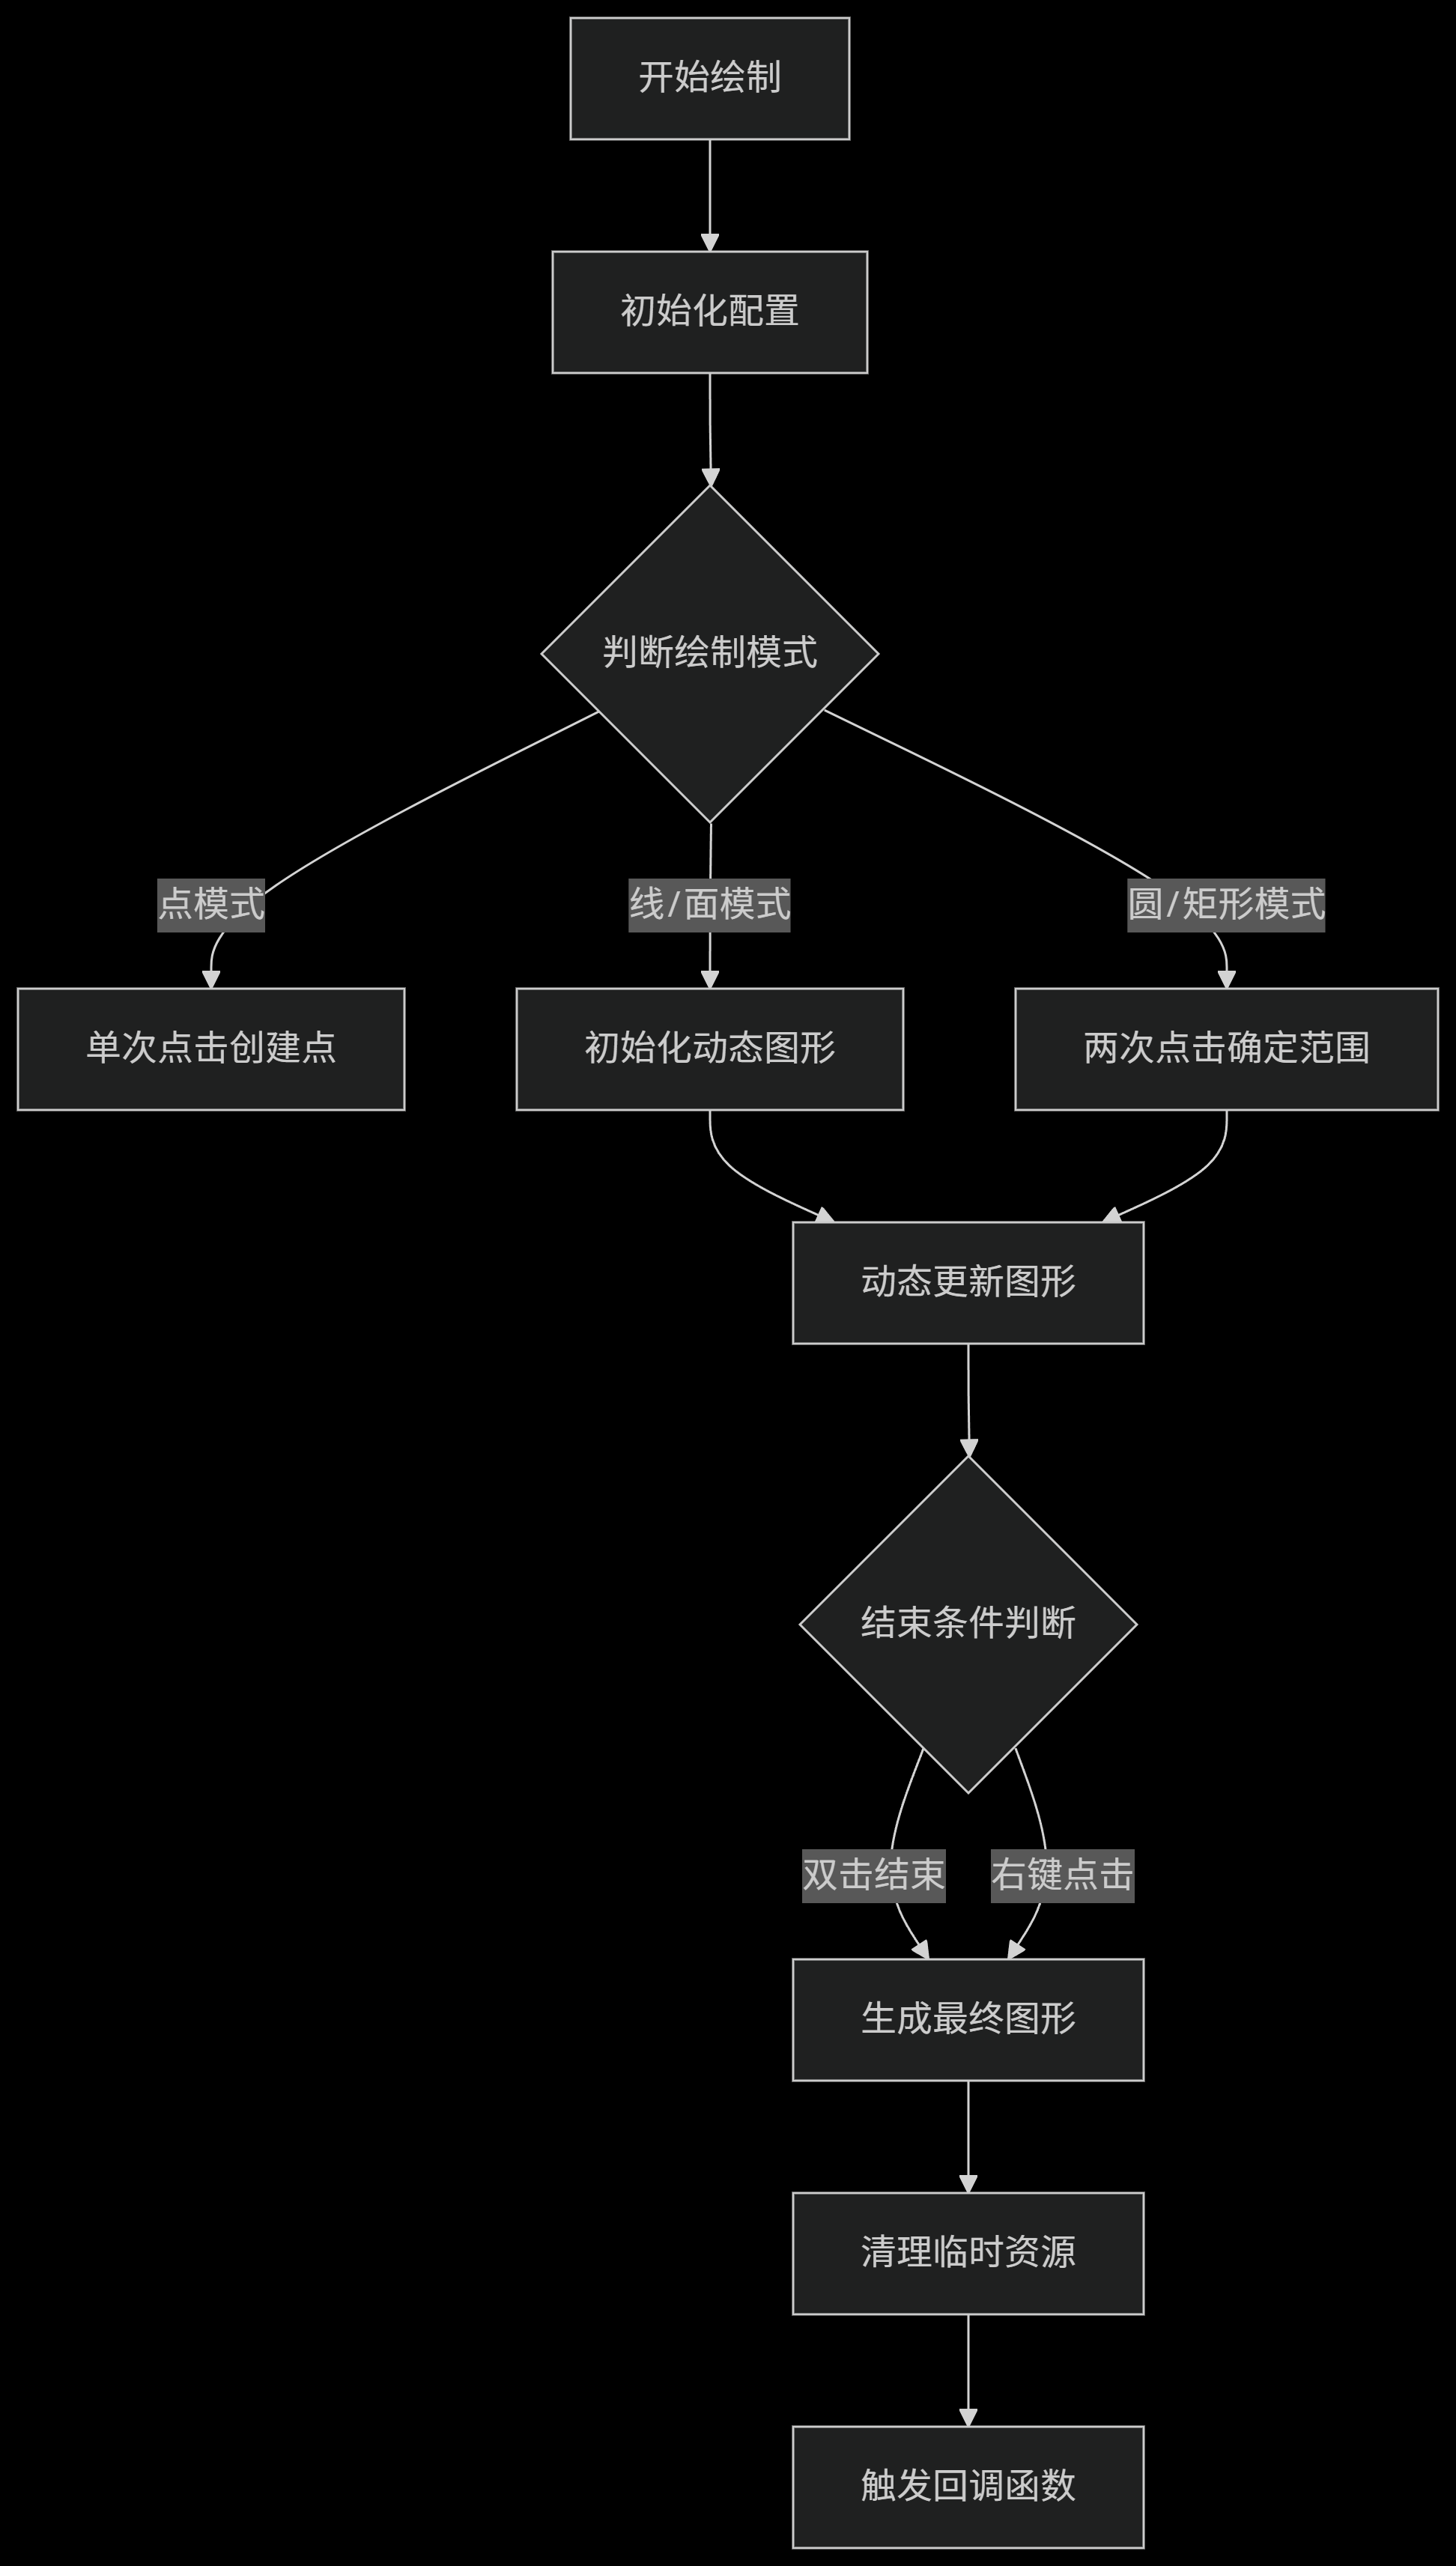 开始绘制
初始化配置
判断绘制模式
点模式
线/面模式
圆/矩形模式
单次点击创建点
初始化动态图形
两次点击确定范围
动态更新图形
结束条件判断
双击结束
右键点击
生成最终图形
清理临时资源
触发回调函数